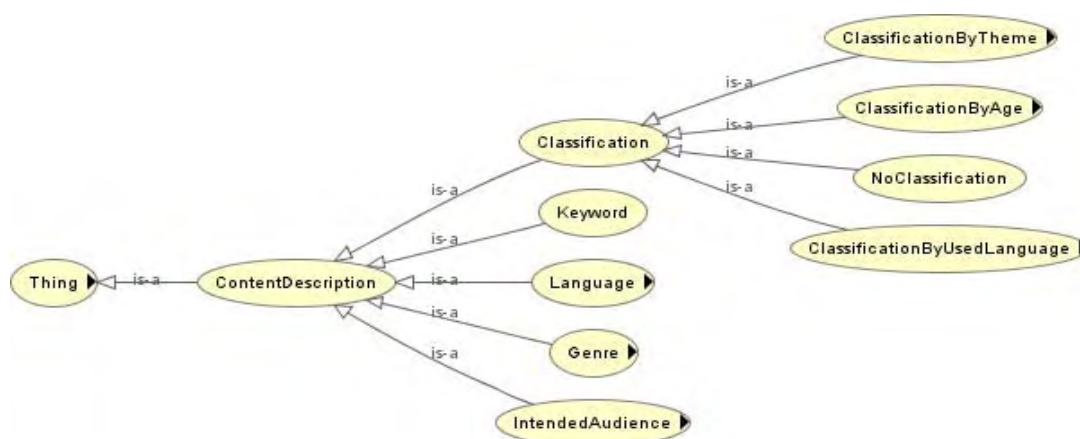 ClassificationByTheme
is-a
ClassificationByAge
is-a
Classification
is-a
NoClassification
is-a
is-a
Keyword
ClassificationByUsedLanguage
is-a
Thing
is-a
ContentDescription
is-a
Language
is-a
Genre
is-a
IntendedAudience